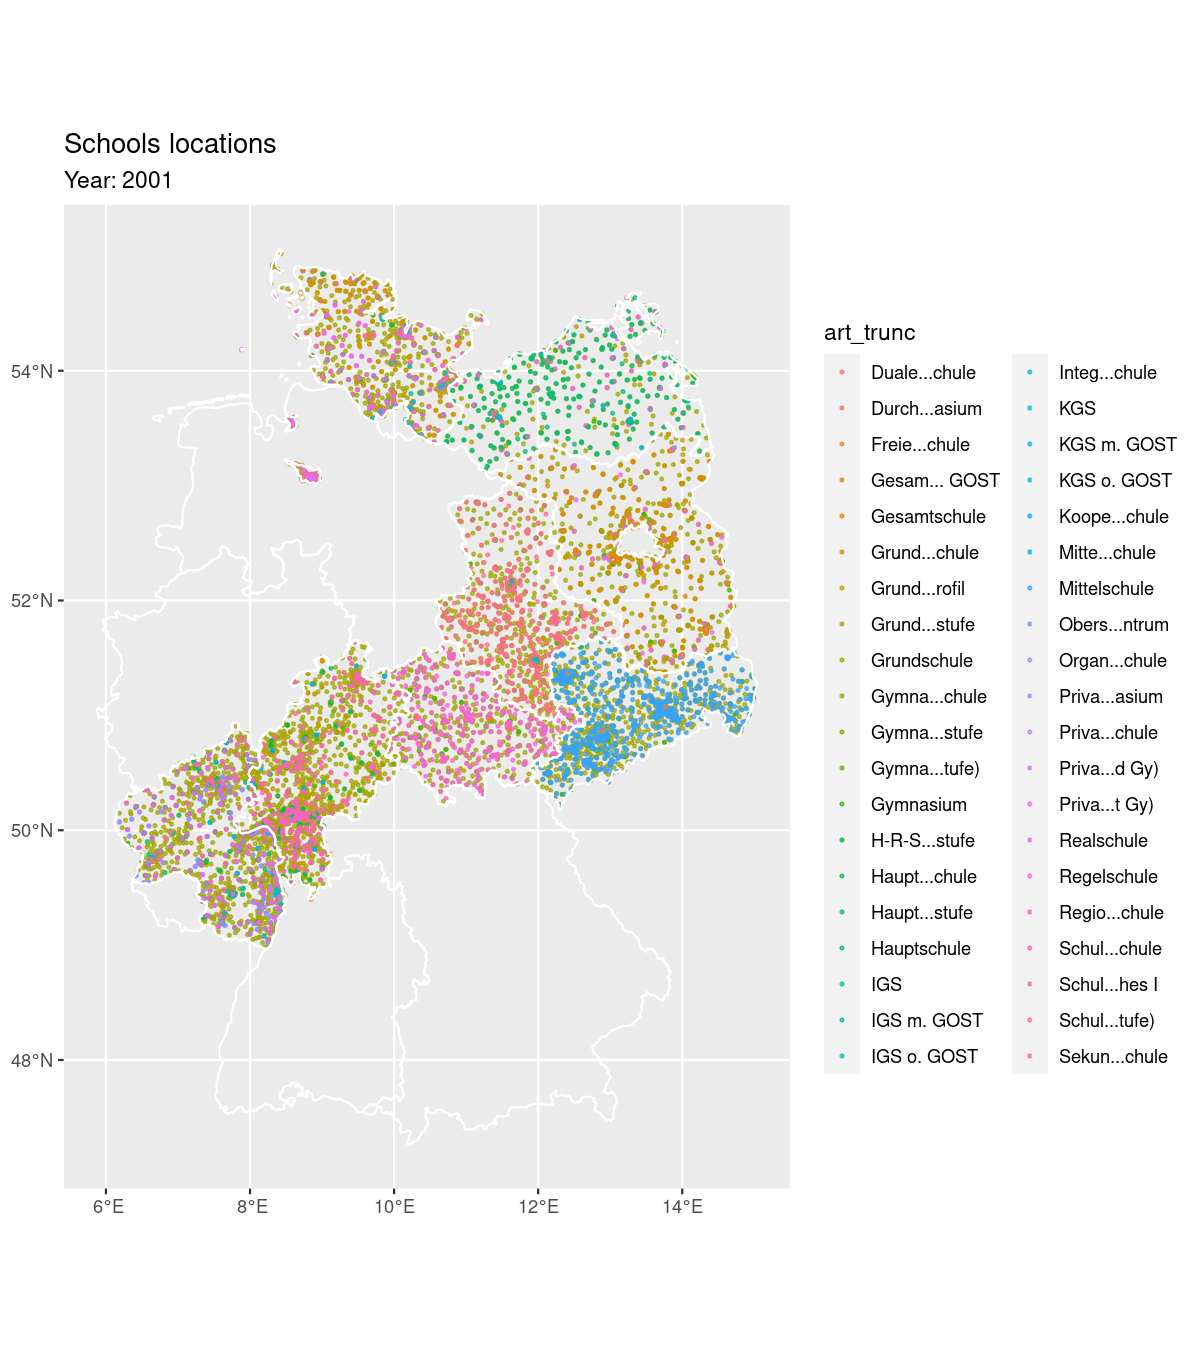 Schools locations
Year: 2001
54°N
52°N
50°N
48°N
6°E
8°E
10°E
12°E
14°E
art_trunc
Duale...chule
Durch...asium
Freie...chule
Gesam... GOST
Gesamtschule
Grund...chule
Grund...rofil
Grund...stufe
Grundschule
Gymna...chule
Gymna...stufe
Gymna...tufe)
Gymnasium
H-R-S...stufe
Haupt...chule
Haupt...stufe
Hauptschule
IGS
IGS m. GOST
IGS o. GOST
Integ...chule
KGS
KGS m. GOST
KGS o. GOST
Koope...chule
Mitte...chule
Mittelschule
Obers...ntrum
Organ...chule
Priva...asium
Priva...chule
Priva...d Gy)
Priva...t Gy)
Realschule
Regelschule
Regio...chule
Schul...chule
Schul...hes I
Schul...tufe)
Sekun...chule